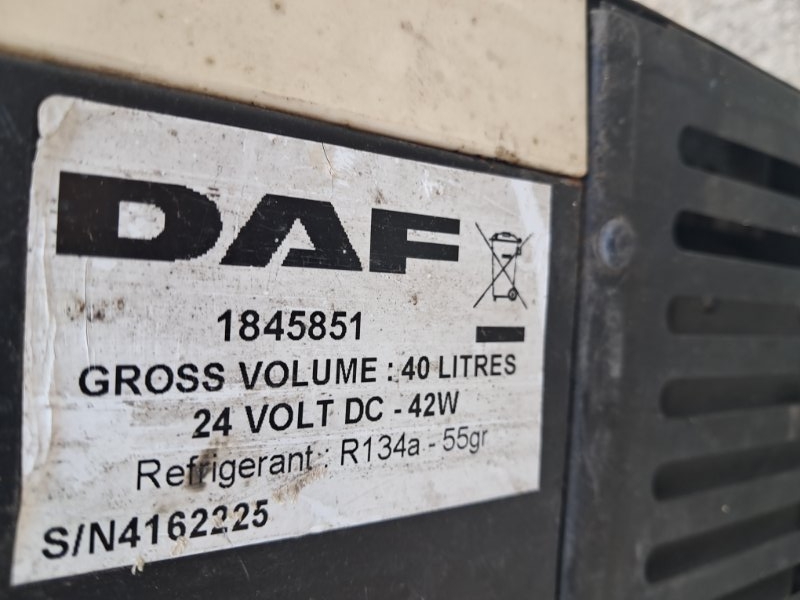 DAF
1845851
GROSS VOLUME : 40 LITRES
24 VOLT DC - 42W
Refrigerant : R134a - 55gr
S/N4162225